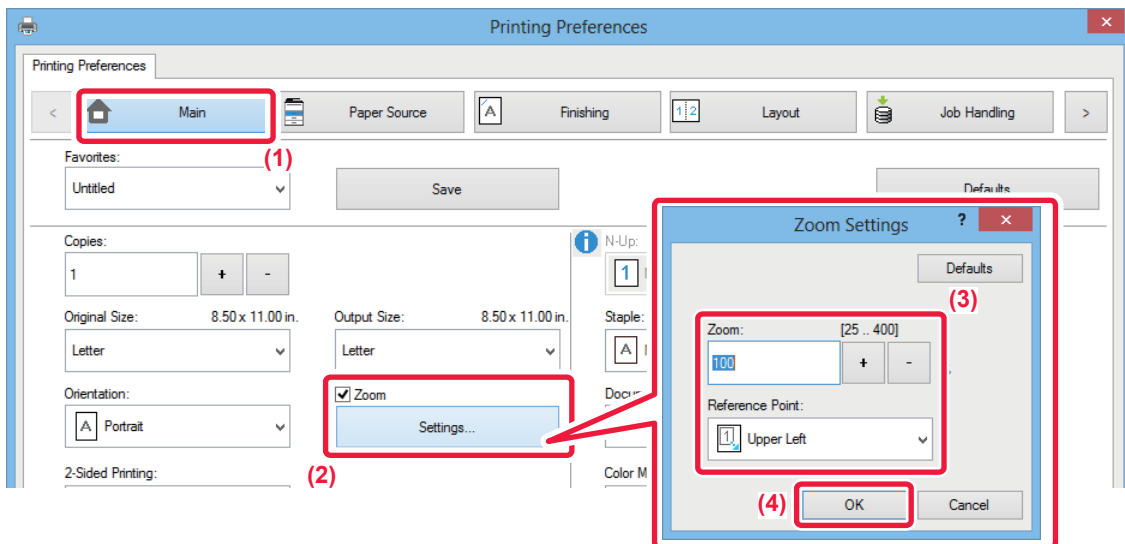 Printing Preferences
Printing Preferences
< Main Paper Source Finishing Layout Job Handling >
(1)
Favorites:
Untitled Save Defaults
Zoom Settings ?
Copies: N-Up:
1 + -
1
Defaults
(3)
Original Size: 8.50 x 11.00 in. Output Size: 8.50 x 11.00 in. Staple:
Zoom: [25 .. 400]
Letter Letter A
100 + -
Orientation: Zoom
Reference Point:
A Portrait Settings...
1 Upper Left
2-Sided Printing: (2) Color M
(4) OK Cancel